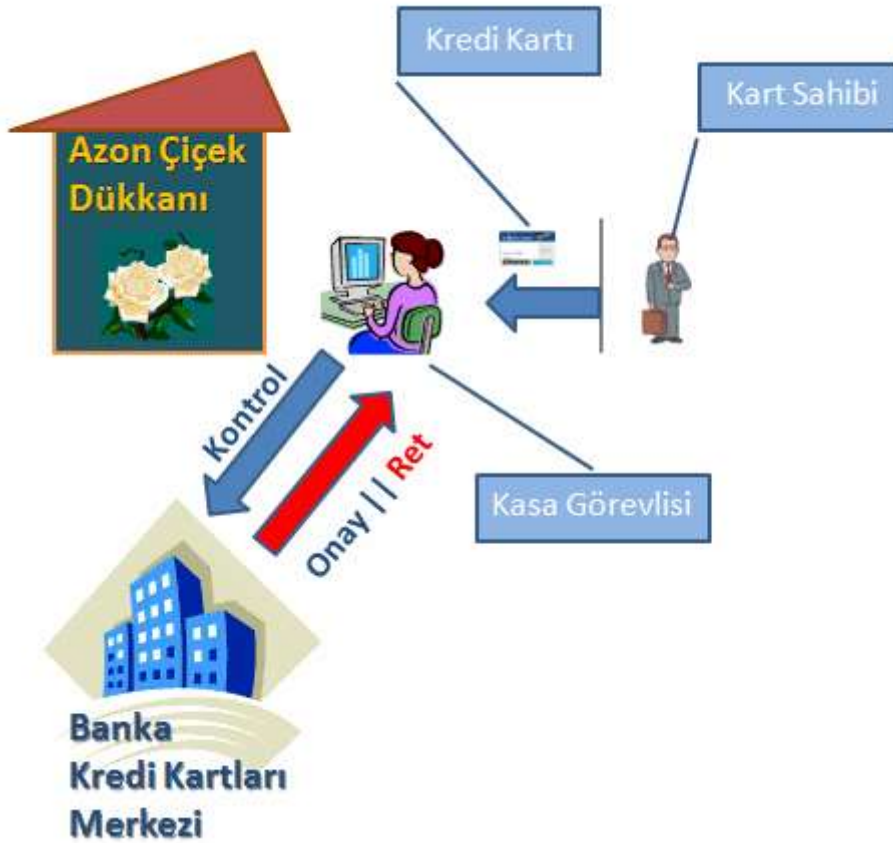 Kredi Kartı
Kart Sahibi
Azon Çiçek
Dükkanı
Kontrol
Onay || Ret
Kasa Görevlisi
Banka
Kredi Kartları
Merkezi